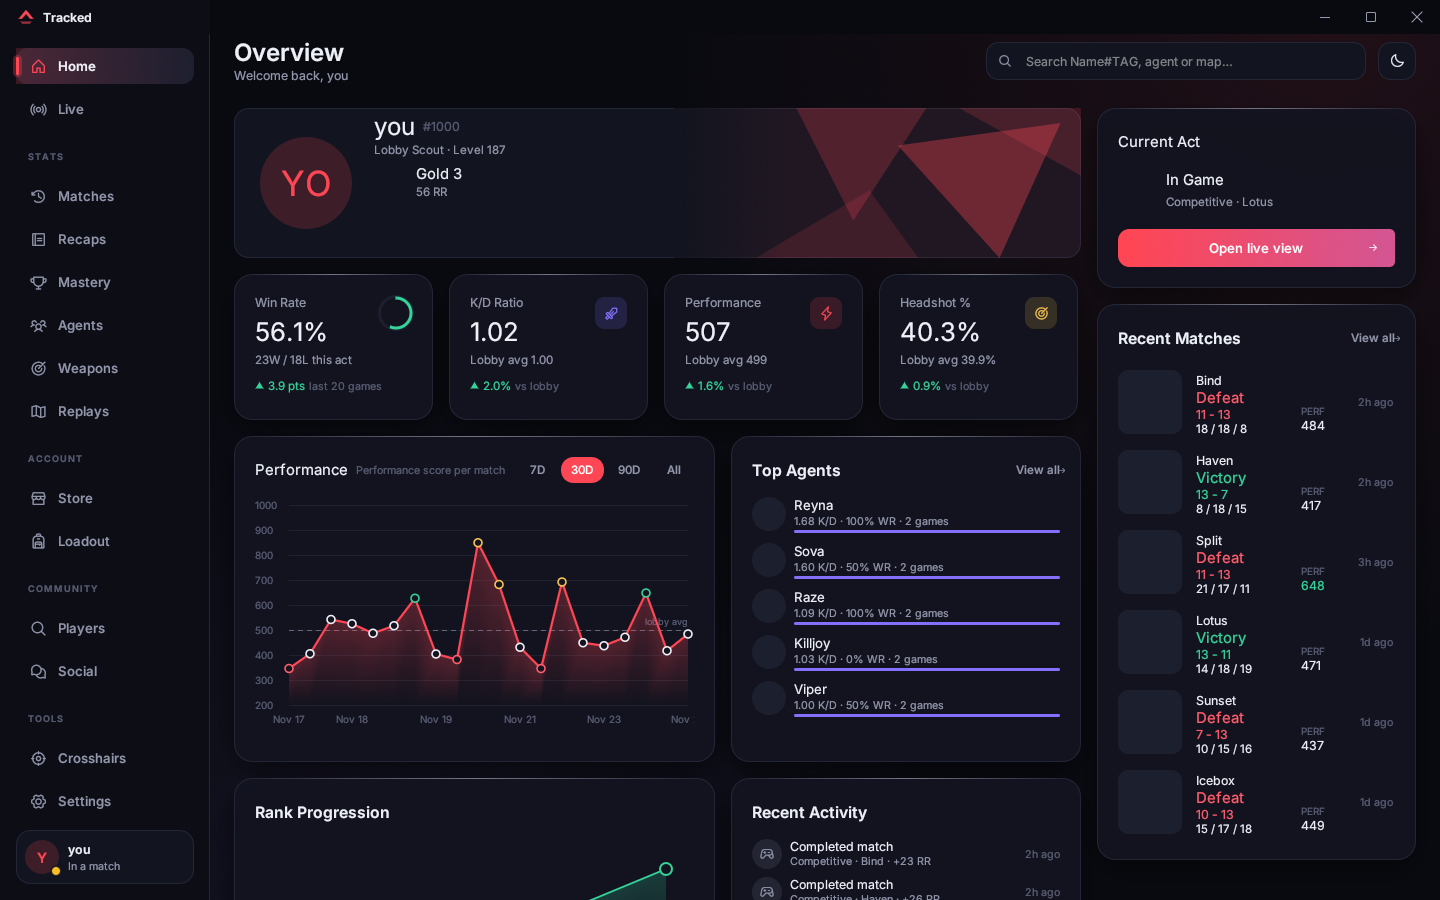 Tracked
Home
Live
STATS
Matches
Recaps
Mastery
Agents
Weapons
Replays
ACCOUNT
Store
Loadout
COMMUNITY
Players
Social
TOOLS
Crosshairs
Settings
Y
you
In a match
Overview
Welcome back, you
Search Name#TAG, agent or map...
YO
you #1000
Lobby Scout · Level 187
Gold 3
56 RR
Win Rate
56.1%
23W / 18L this act
3.9 pts last 20 games
K/D Ratio
1.02
Lobby avg 1.00
2.0% vs lobby
Performance
507
Lobby avg 499
1.6% vs lobby
Headshot %
40.3%
Lobby avg 39.9%
0.9% vs lobby
Performance Performance score per match 7D 30D 90D All
1000
900
800
700
600
500
400
300
200
lobby avg
Nov 17 Nov 18 Nov 19 Nov 21 Nov 23 Nov
Top Agents View all
Reyna
1.68 K/D · 100% WR · 2 games
Sova
1.60 K/D · 50% WR · 2 games
Raze
1.09 K/D · 100% WR · 2 games
Killjoy
1.03 K/D · 0% WR · 2 games
Viper
1.00 K/D · 50% WR · 2 games
Rank Progression
Recent Activity
Completed match
Competitive · Bind · +23 RR
2h ago
Completed match
Competitive · Haven · +26 RR
2h ago
Current Act
In Game
Competitive · Lotus
Open live view
Recent Matches View all
Bind
Defeat
11 - 13
18 / 18 / 8
PERF
484
2h ago
Haven
Victory
13 - 7
8 / 18 / 15
PERF
417
2h ago
Split
Defeat
11 - 13
21 / 17 / 11
PERF
648
3h ago
Lotus
Victory
13 - 11
14 / 18 / 19
PERF
471
1d ago
Sunset
Defeat
7 - 13
10 / 15 / 16
PERF
437
1d ago
Icebox
Defeat
10 - 13
15 / 17 / 18
PERF
449
1d ago